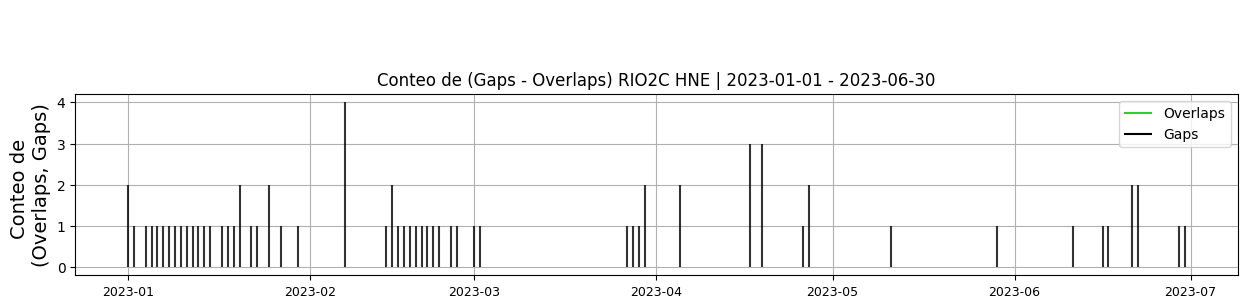 Conteo de (Gaps - Overlaps) RIO2C HNE | 2023-01-01 - 2023-06-30
Conteo de
(Overlaps, Gaps)
4
3
2
1
0
Overlaps
Gaps
2023-01
2023-02
2023-03
2023-04
2023-05
2023-06
2023-07